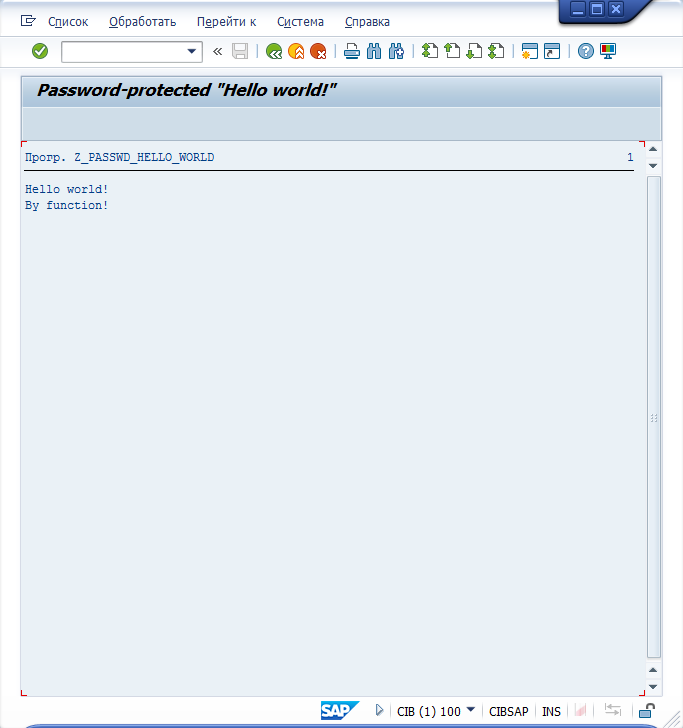 Список Обработать Перейти к Система Справка
Password-protected "Hello world!"
Прогр. Z_PASSWD_HELLO_WORLD 1
Hello world!
By function!
SAP CIB (1) 100 CIBSAP INS